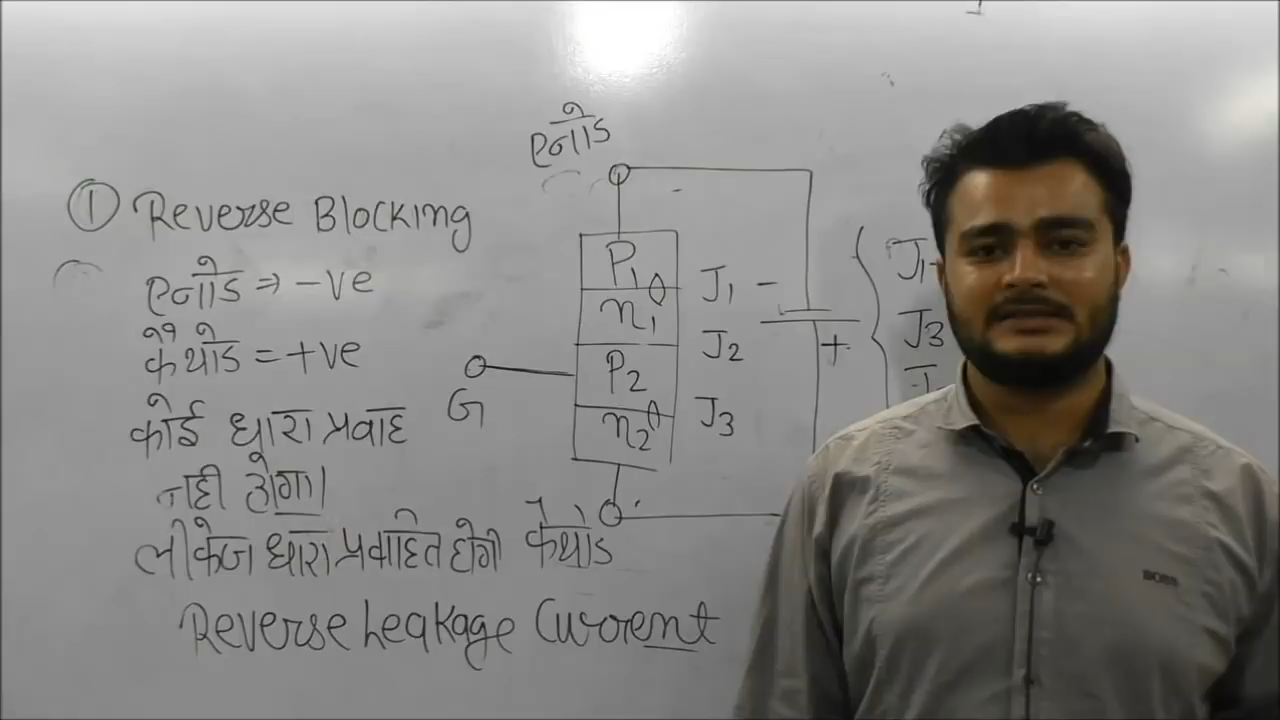 ① Reverse Blocking
एनोड ⇒ -ve
कैथोड = +ve
कोई धारा प्रवाह
नही होगा।
लीकेज धारा प्रवाहित होगी
Reverse Leakage Current
एनोड
P1
n1
P2
n2
G
J1 -
J2
J3
+
कैथोड
J1
J3
BOSS